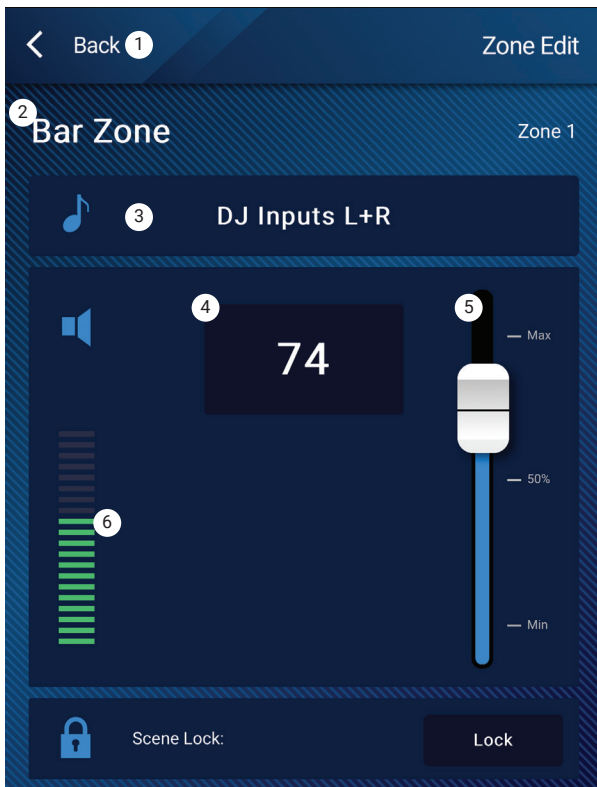 Back 1 Zone Edit
2
Bar Zone Zone 1
3 DJ Inputs L+R
4 5
74
Max
50%
6
Min
Scene Lock: Lock